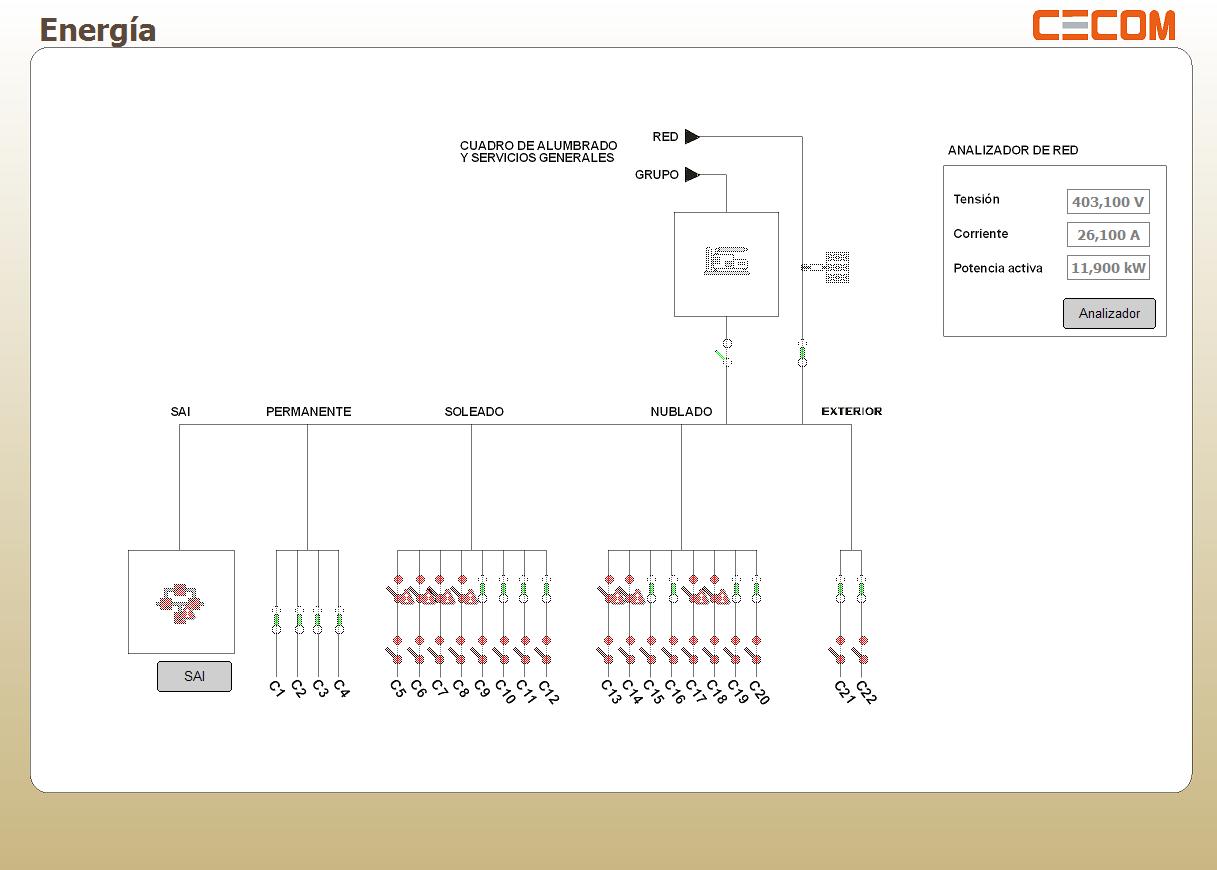 Energía
CECOM
CUADRO DE ALUMBRADO
Y SERVICIOS GENERALES
RED
GRUPO
ANALIZADOR DE RED
Tensión 403,100 V
Corriente 26,100 A
Potencia activa 11,900 kW
Analizador
SAI PERMANENTE SOLEADO NUBLADO EXTERIOR
SAI
C1 C2 C3 C4 C5 C6 C7 C8 C9 C10 C11 C12 C13 C14 C15 C16 C17 C18 C19 C20 C21 C22